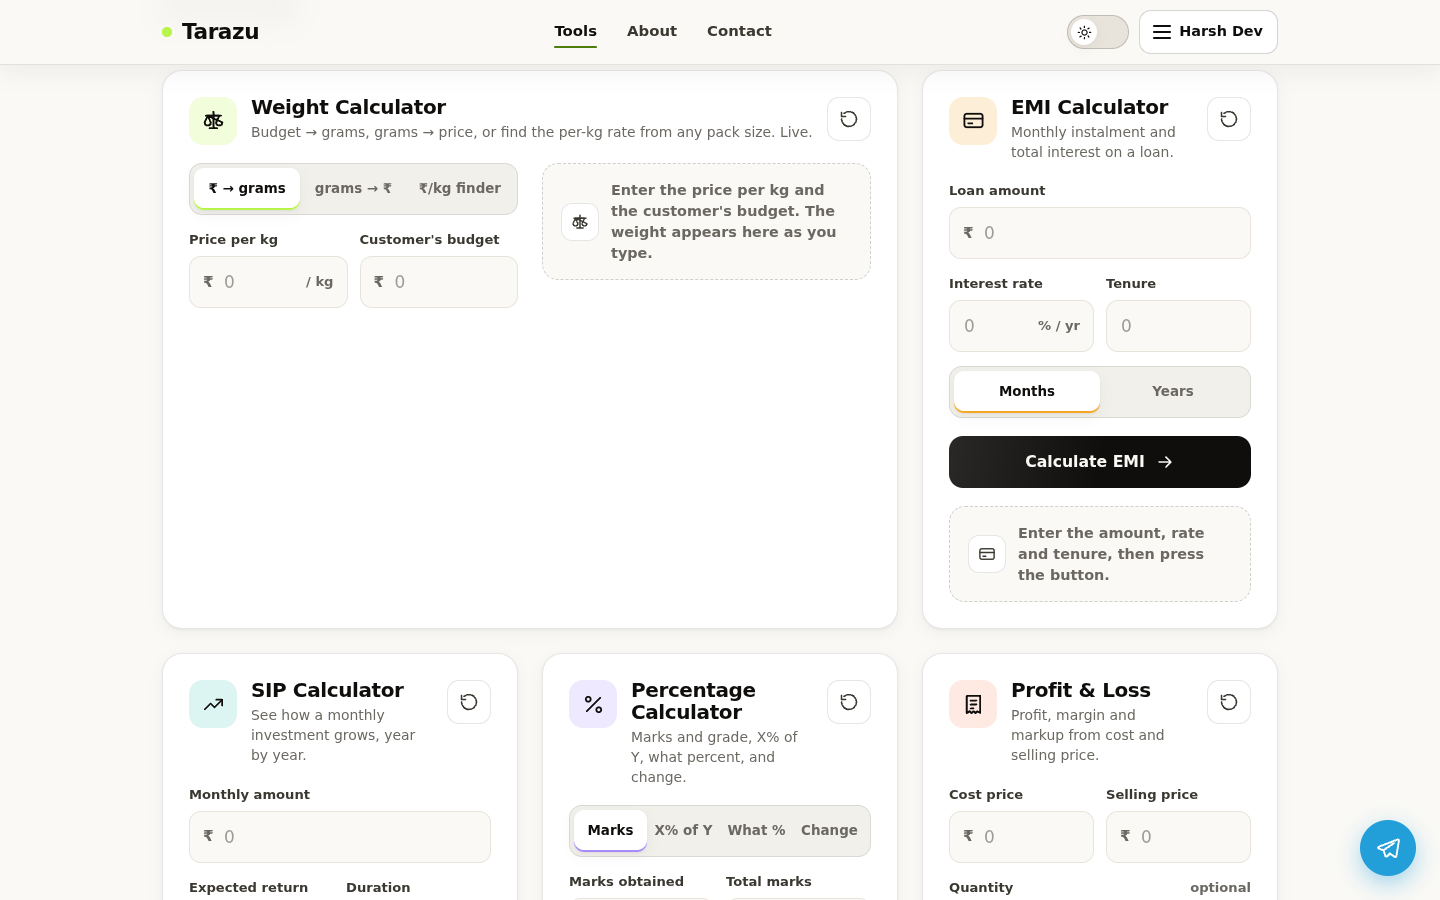 Tarazu
Tools
About
Contact
Harsh Dev
Weight Calculator
Budget → grams, grams → price, or find the per-kg rate from any pack size. Live.
₹ → grams
grams → ₹
₹/kg finder
Price per kg
Customer's budget
₹ 0 / kg
₹ 0
Enter the price per kg and
the customer's budget. The
weight appears here as you
type.
EMI Calculator
Monthly instalment and
total interest on a loan.
Loan amount
₹ 0
Interest rate
Tenure
0 % / yr
0
Months
Years
Calculate EMI →
Enter the amount, rate
and tenure, then press
the button.
SIP Calculator
See how a monthly
investment grows, year
by year.
Monthly amount
₹ 0
Expected return
Duration
Percentage
Calculator
Marks and grade, X% of
Y, what percent, and
change.
Marks
X% of Y
What %
Change
Marks obtained
Total marks
Profit & Loss
Profit, margin and
markup from cost and
selling price.
Cost price
Selling price
₹ 0
₹ 0
Quantity
optional